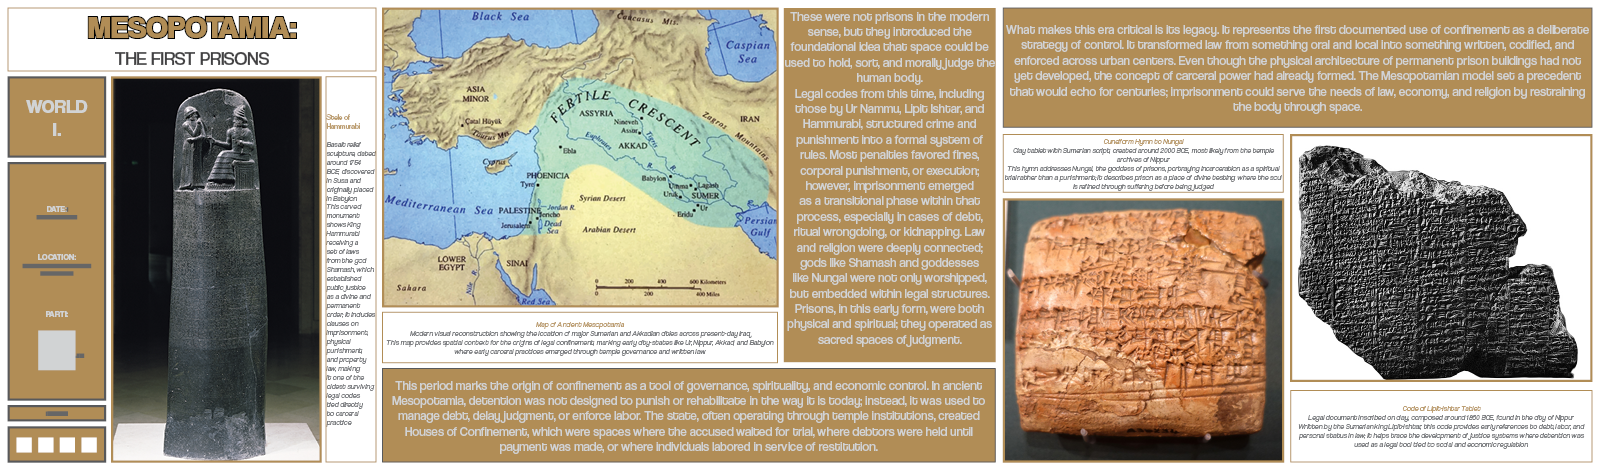 MESOPOTAMIA:
THE FIRST PRISONS
WORLD
I.
DATE:
LOCATION:
PART:
Stele of
Hammurabi
Basalt relief
sculpture, dated
around 1754
BCE, discovered
in Susa and
originally placed
in Babylon
This carved
monument
shows King
Hammurabi
receiving a
set of laws
from the god
Shamash, which
established
public justice
as a divine and
permanent
order; it includes
clauses on
imprisonment,
physical
punishment,
and property
law, making
it one of the
oldest surviving
legal codes
tied directly
to carceral
practice
Black Sea
Caucasus Mts.
Caspian
Sea
ASIA
MINOR
FERTILE CRESCENT
ASSYRIA
IRAN
Çatal Hüyük
Taurus Mts.
Nineveh
Assur
Zagros Mountains
Tigris
R.
Euphrates
R.
AKKAD
Ebla
Cyprus
PHOENICIA
Tyre
Babylon
Umma
Lagash
Uruk
SUMER
Ur
Eridu
Syrian Desert
Mediterranean Sea
PALESTINE
Jordan R.
Jericho
Jerusalem
Dead
Sea
Arabian Desert
Persian
Gulf
LOWER
EGYPT
SINAI
Sahara
Nile R.
Red Sea
0 200 400 600 Kilometers
0 200 400 Miles
Map of Ancient Mesopotamia
Modern visual reconstruction showing the location of major Sumerian and Akkadian cities across present-day Iraq,
This map provides spatial context for the origins of legal confinement, marking early city-states like Ur, Nippur, Akkad, and Babylon
where early carceral practices emerged through temple governance and written law.
This period marks the origin of confinement as a tool of governance, spirituality, and economic control. In ancient
Mesopotamia, detention was not designed to punish or rehabilitate in the way it is today; instead, it was used to
manage debt, delay judgment, or enforce labor. The state, often operating through temple institutions, created
Houses of Confinement, which were spaces where the accused waited for trial, where debtors were held until
payment was made, or where individuals labored in service of restitution.
These were not prisons in the modern
sense, but they introduced the
foundational idea that space could be
used to hold, sort, and morally judge the
human body.
Legal codes from this time, including
those by Ur Nammu, Lipit Ishtar, and
Hammurabi, structured crime and
punishment into a formal system of
rules. Most penalties favored fines,
corporal punishment, or execution;
however, imprisonment emerged
as a transitional phase within that
process, especially in cases of debt,
ritual wrongdoing, or kidnapping. Law
and religion were deeply connected;
gods like Shamash and goddesses
like Nungal were not only worshipped,
but embedded within legal structures.
Prisons, in this early form, were both
physical and spiritual; they operated as
sacred spaces of judgment.
What makes this era critical is its legacy. It represents the first documented use of confinement as a deliberate
strategy of control. It transformed law from something oral and local into something written, codified, and
enforced across urban centers. Even though the physical architecture of permanent prison buildings had not
yet developed, the concept of carceral power had already formed. The Mesopotamian model set a precedent
that would echo for centuries; imprisonment could serve the needs of law, economy, and religion by restraining
the body through space.
Cuneiform Hymn to Nungal
Clay tablet with Sumerian script, created around 2000 BCE, most likely from the temple
archives of Nippur
This hymn addresses Nungal, the goddess of prisons, portraying incarceration as a spiritual
trial rather than a punishment; it describes prison as a place of divine testing where the soul
is refined through suffering before being judged
Code of Lipit-Ishtar Tablet:
Legal document inscribed on clay, composed around 1860 BCE, found in the city of Nippur
Written by the Sumerian king Lipit-Ishtar, this code provides early references to debt, labor, and
personal status in law; it helps trace the development of justice systems where detention was
used as a legal tool tied to social and economic regulation